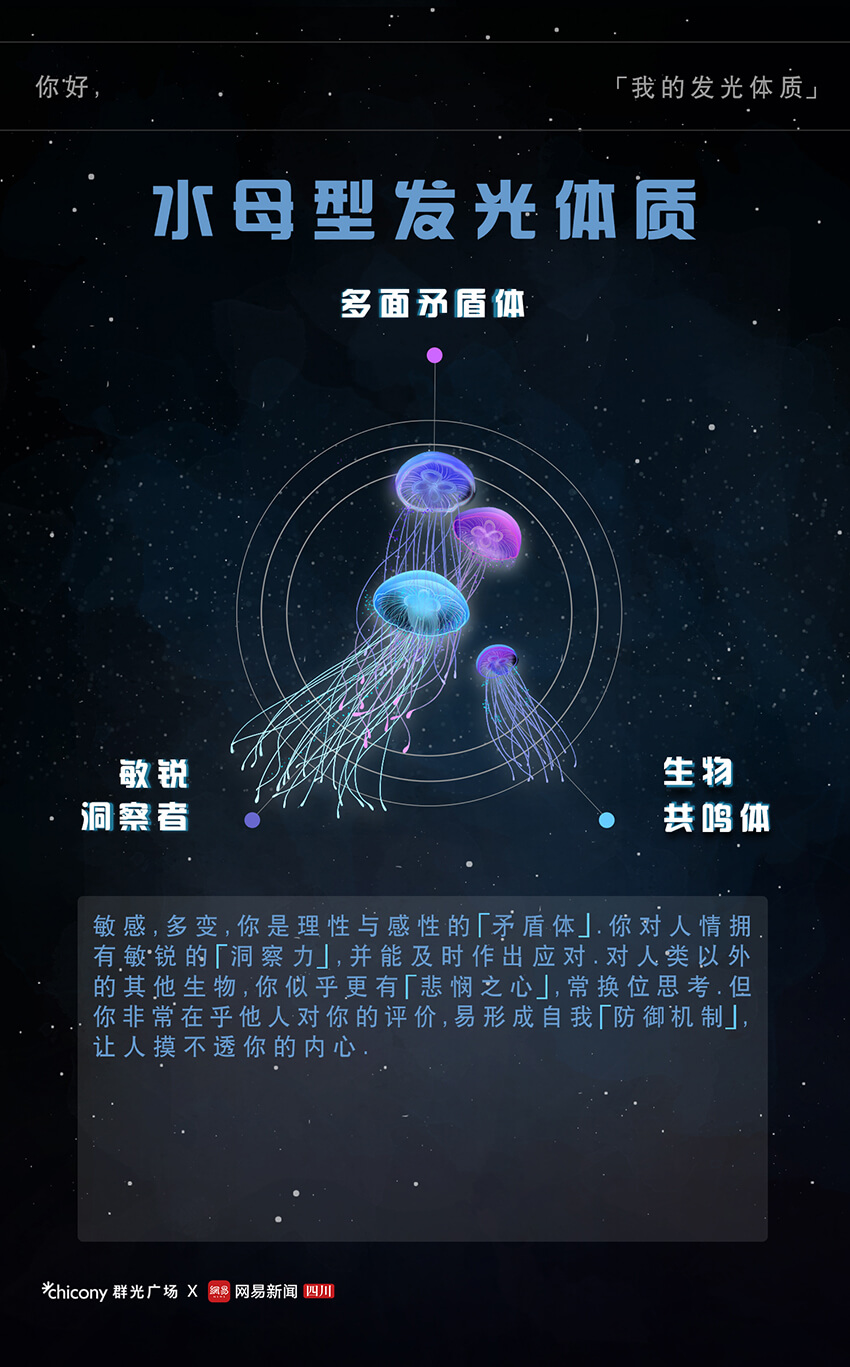 你好，
「我的发光体质」
水母型发光体质
多面矛盾体
敏锐
洞察者
生物
共鸣体
敏感,多变,你是理性与感性的「矛盾体」.你对人情拥
有敏锐的「洞察力」,并能及时作出应对.对人类以外
的其他生物,你似乎更有「悲悯之心」,常换位思考.但
你非常在乎他人对你的评价,易形成自我「防御机制」,
让人摸不透你的内心.
chicony 群光广场 X 網易 NEWS 网易新闻 四川